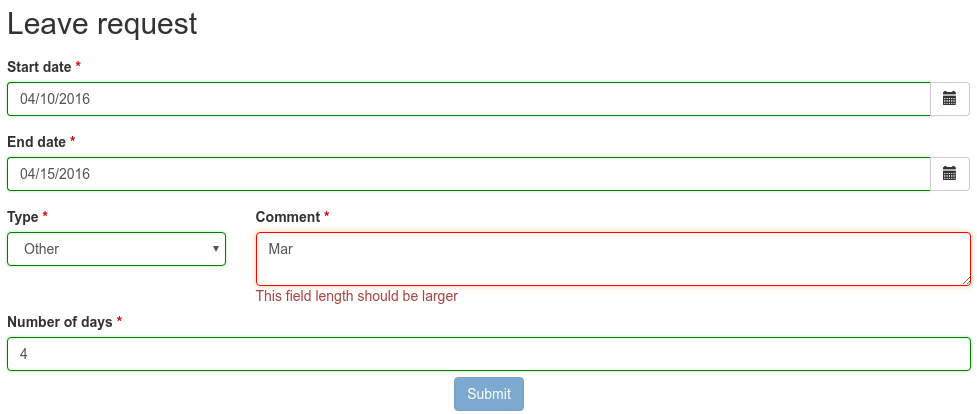 Leave request
Start date *
04/10/2016
End date *
04/15/2016
Type * Comment *
Other Mar
This field length should be larger
Number of days *
4
Submit